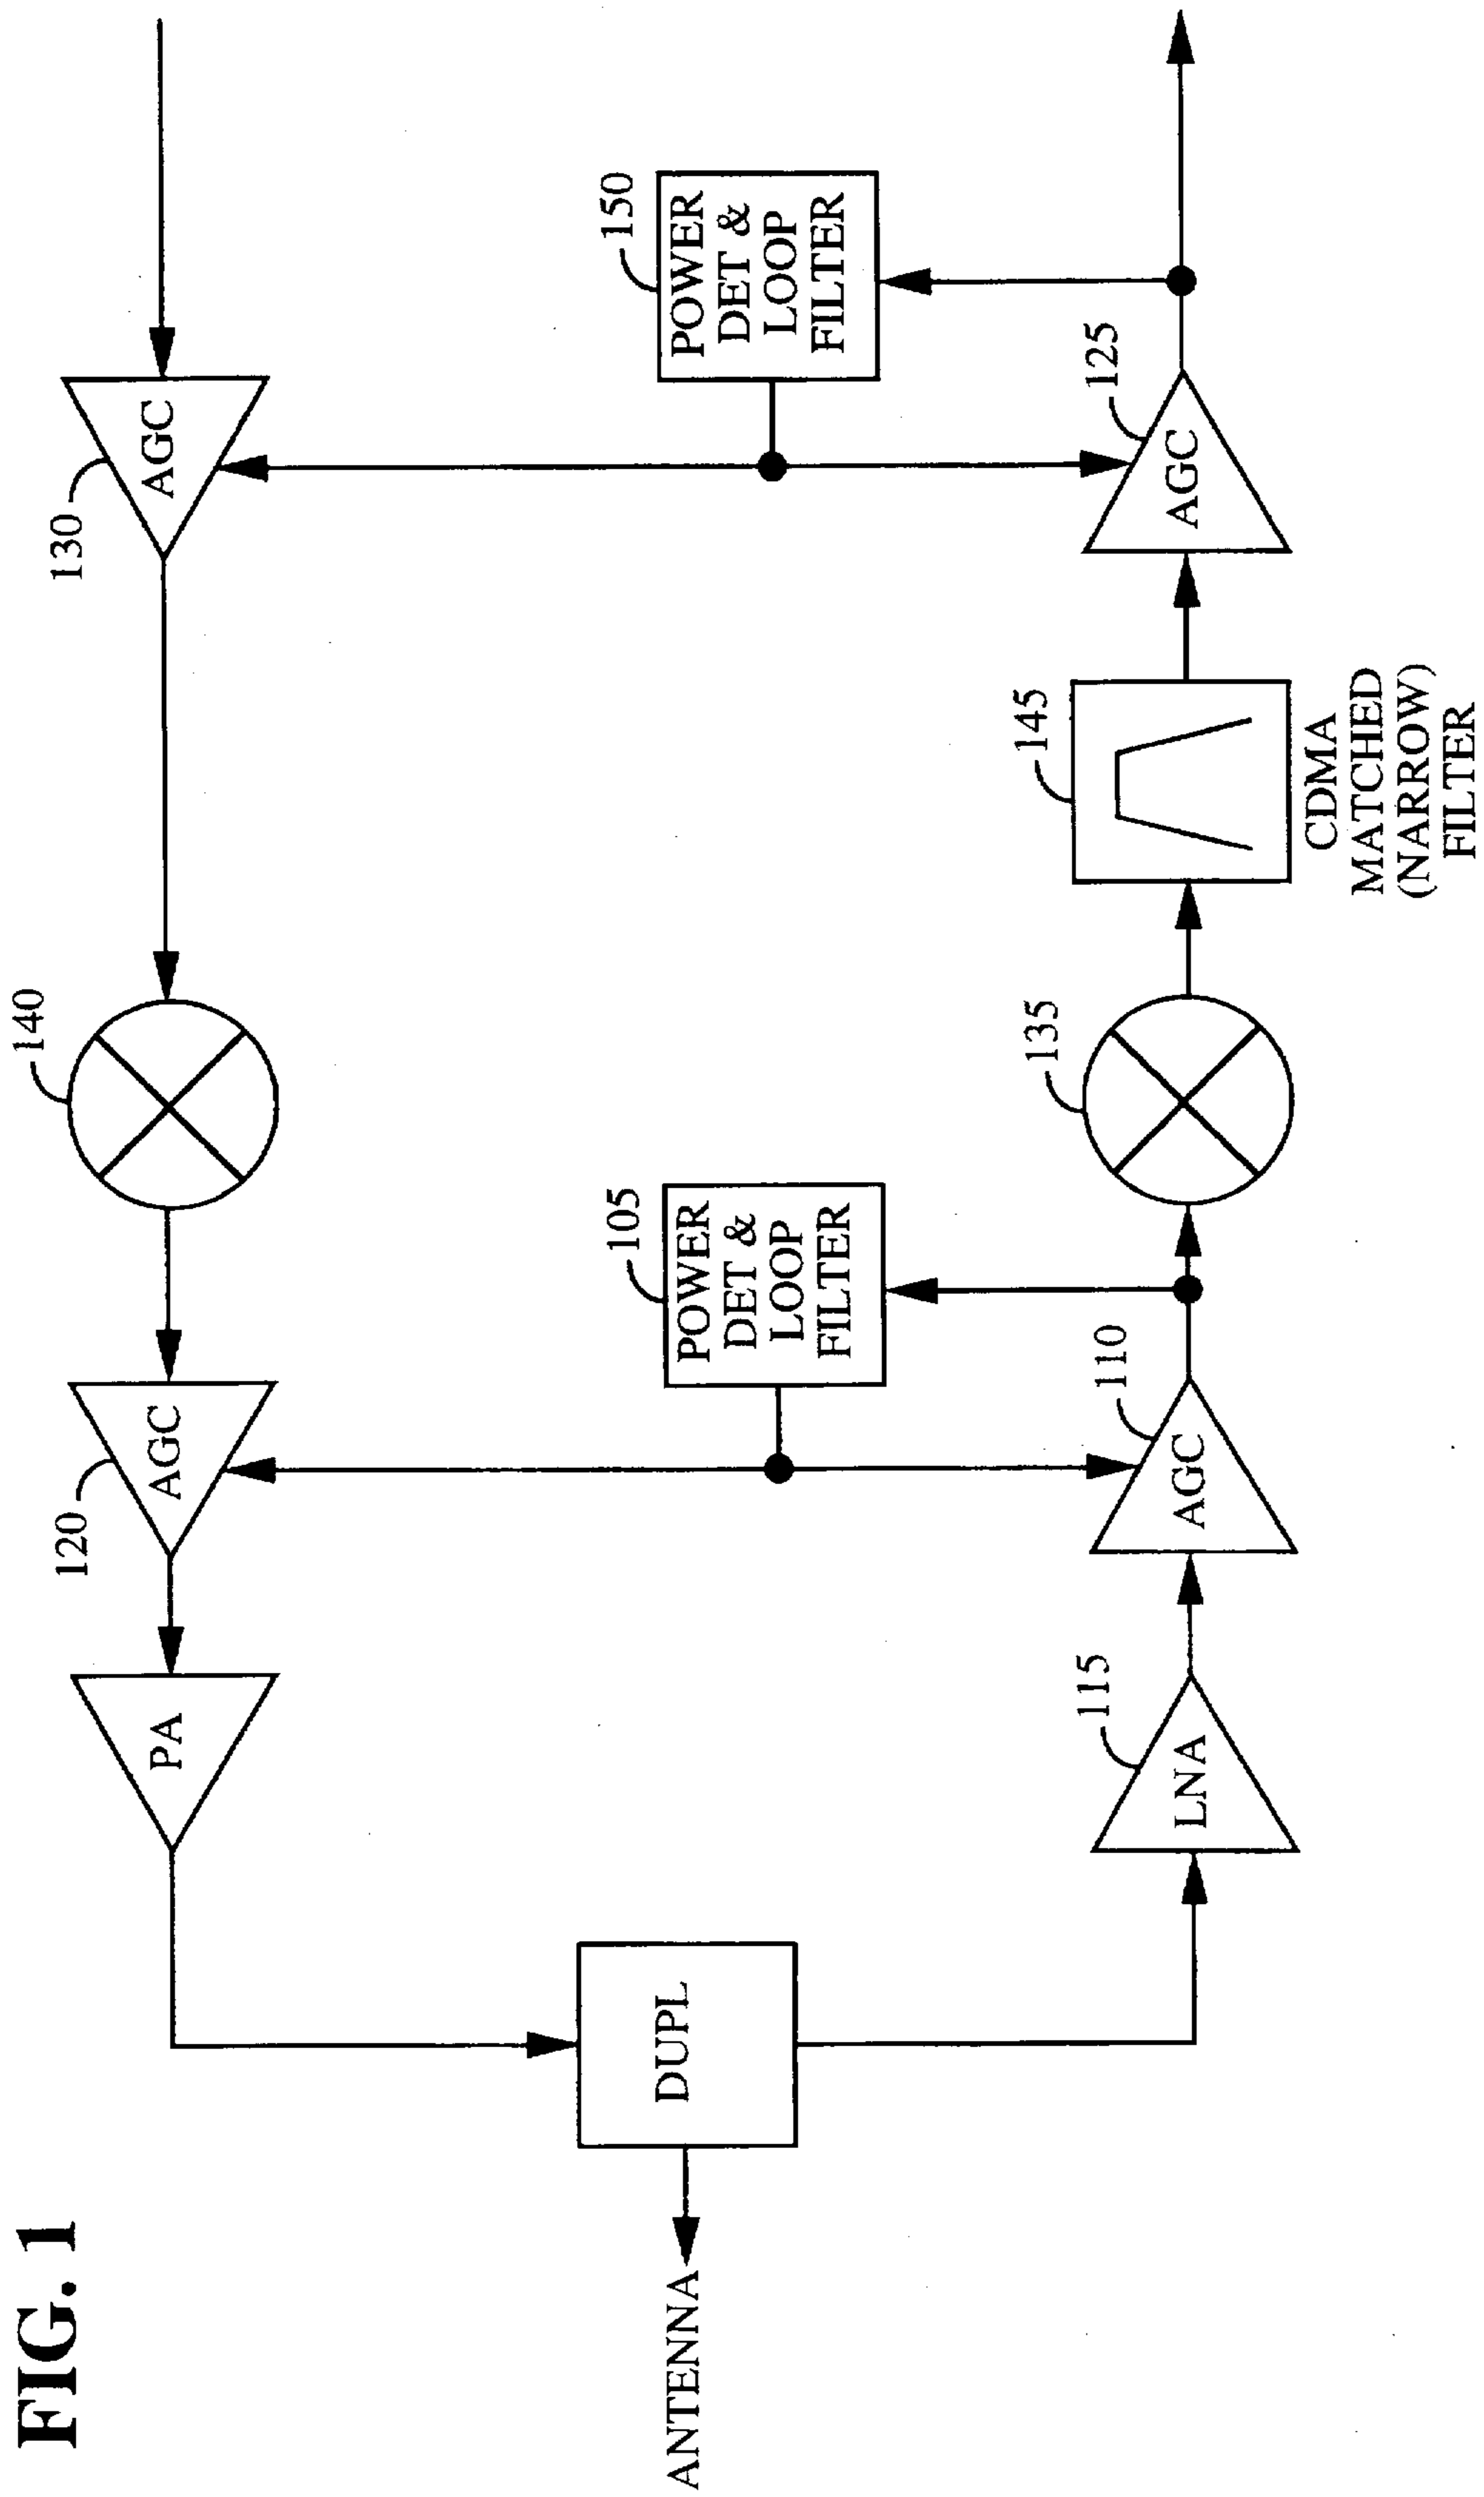 FIG. 1
130
AGC
140
120
AGC
PA
150
POWER
DET &
LOOP
FILTER
105
POWER
DET &
LOOP
FILTER
DUPL
ANTENNA
115
LNA
110
AGC
135
145
CDMA
MATCHED
(NARROW)
FILTER
125
AGC